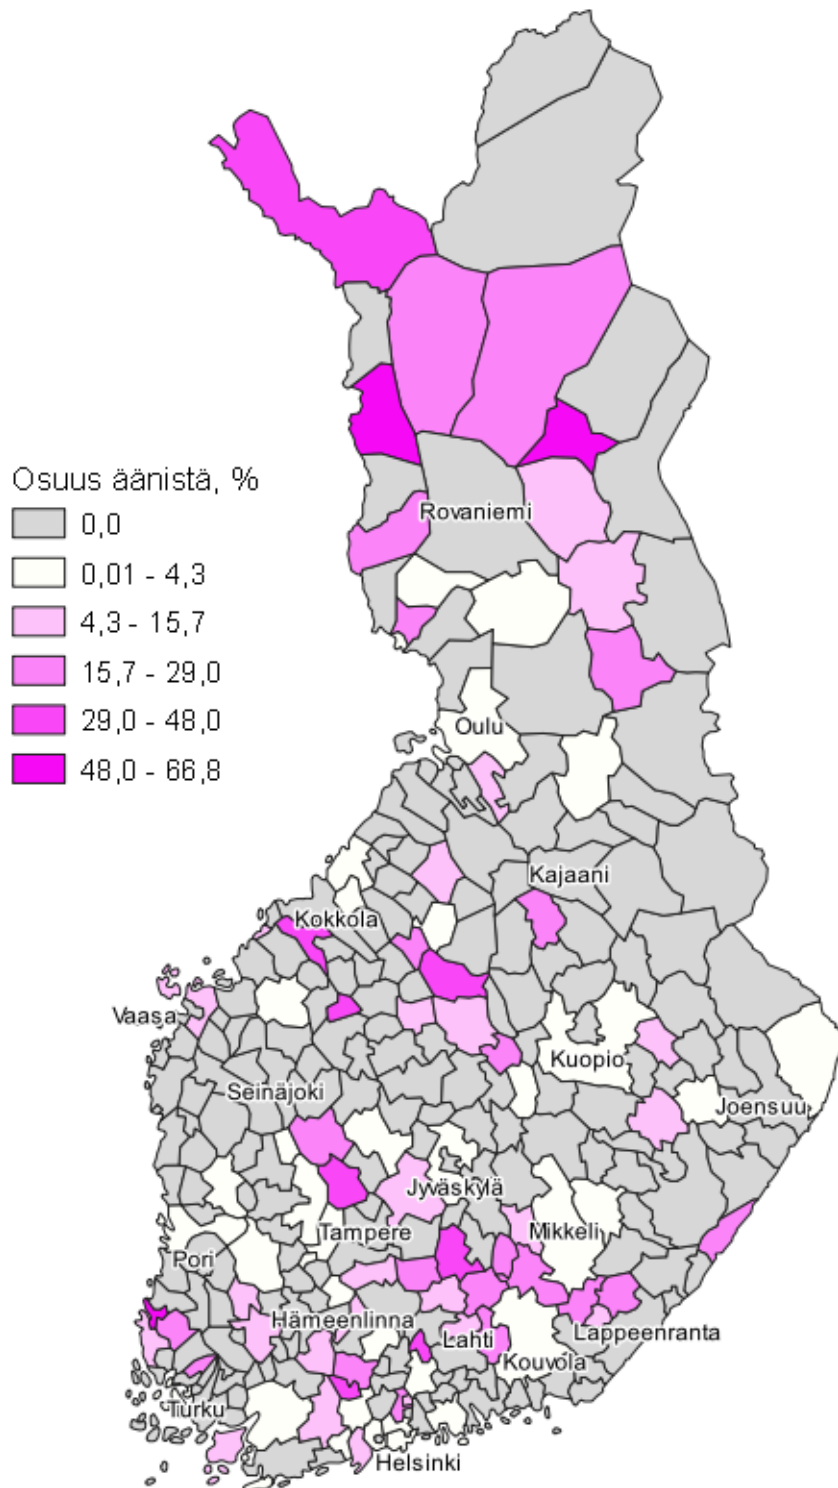 Osuus äänistä, %
0,0
0,01 - 4,3
4,3 - 15,7
15,7 - 29,0
29,0 - 48,0
48,0 - 66,8
Rovaniemi
Oulu
Kajaani
Kokkola
Vaasa
Kuopio
Seinäjoki
Joensuu
Jyväskylä
Mikkeli
Tampere
Pori
Hämeenlinna
Lahti
Lappeenranta
Kouvola
Turku
Helsinki